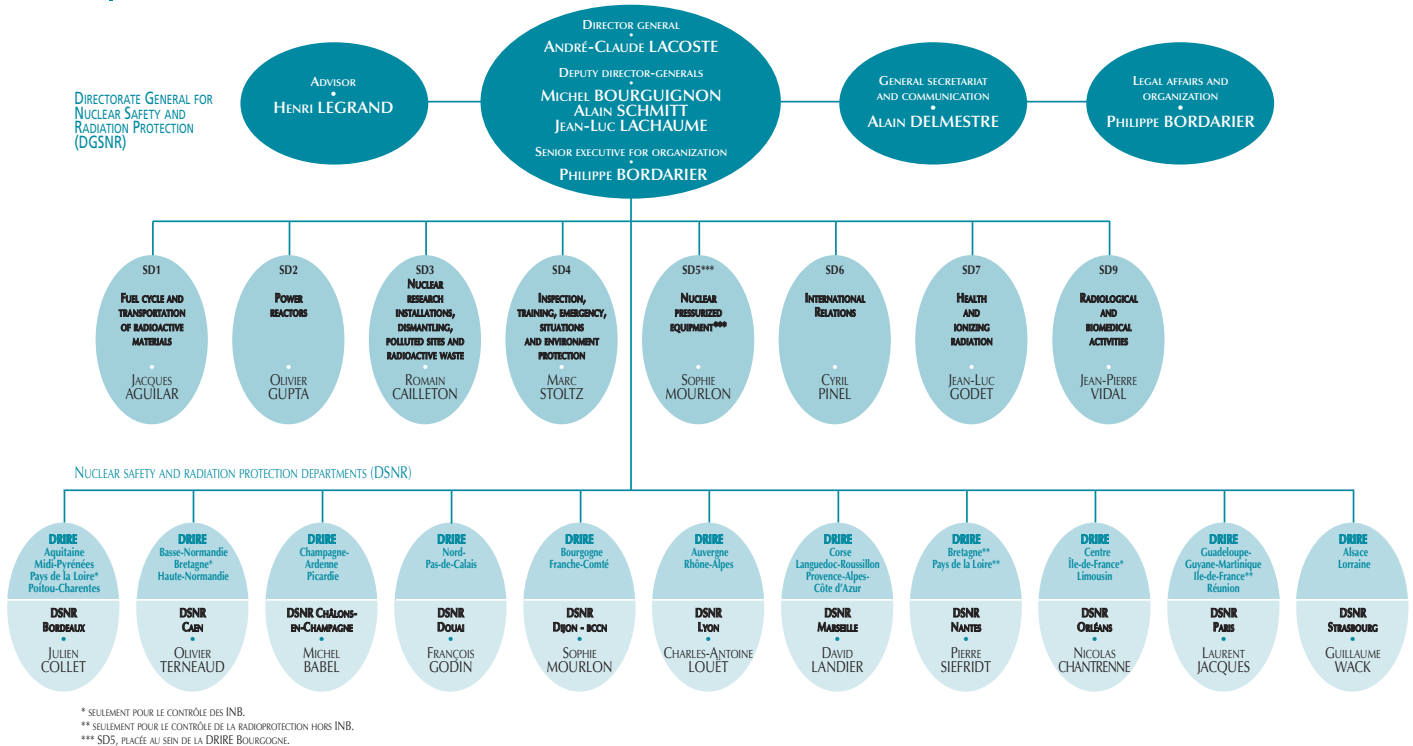 DIRECTORATE GENERAL FOR
NUCLEAR SAFETY AND
RADIATION PROTECTION
(DGSNR)
ADVISOR
•
HENRI LEGRAND
DIRECTOR GENERAL
•
ANDRÉ-CLAUDE LACOSTE
DEPUTY DIRECTOR-GENERALS
•
MICHEL BOURGUIGNON
ALAIN SCHMITT
JEAN-LUC LACHAUME
SENIOR EXECUTIVE FOR ORGANIZATION
•
PHILIPPE BORDARIER
GENERAL SECRETARIAT
AND COMMUNICATION
•
ALAIN DELMESTRE
LEGAL AFFAIRS AND
ORGANIZATION
•
PHILIPPE BORDARIER
SD1
FUEL CYCLE AND
TRANSPORTATION
OF RADIOACTIVE
MATERIALS
•
JACQUES
AGUILAR
SD2
POWER
REACTORS
•
OLIVIER
GUPTA
SD3
NUCLEAR
RESEARCH
INSTALLATIONS,
DISMANTLING,
POLLUTED SITES AND
RADIOACTIVE WASTE
•
ROMAIN
CAILLETON
SD4
INSPECTION,
TRAINING, EMERGENCY,
SITUATIONS
AND ENVIRONMENT
PROTECTION
•
MARC
STOLTZ
SD5***
NUCLEAR
PRESSURIZED
EQUIPMENT***
•
SOPHIE
MOURLON
SD6
INTERNATIONAL
RELATIONS
•
CYRIL
PINEL
SD7
HEALTH
AND
IONIZING
RADIATION
•
JEAN-LUC
GODET
SD9
RADIOLOGICAL
AND
BIOMEDICAL
ACTIVITIES
•
JEAN-PIERRE
VIDAL
NUCLEAR SAFETY AND RADIATION PROTECTION DEPARTMENTS (DSNR)
DRIRE
Aquitaine
Midi-Pyrénées
Pays de la Loire*
Poitou-Charentes
DSNR
BORDEAUX
•
JULIEN
COLLET
DRIRE
Basse-Normandie
Bretagne*
Haute-Normandie
DSNR
CAEN
•
OLIVIER
TERNEAUD
DRIRE
Champagne-
Ardenne
Picardie
DSNR CHÂLONS-
EN-CHAMPAGNE
•
MICHEL
BABEL
DRIRE
Nord-
Pas-de-Calais
DSNR
DOUAI
•
FRANÇOIS
GODIN
DRIRE
Bourgogne
Franche-Comté
DSNR
DIJON - BCCN
•
SOPHIE
MOURLON
DRIRE
Auvergne
Rhône-Alpes
DSNR
LYON
•
CHARLES-ANTOINE
LOUËT
DRIRE
Corse
Languedoc-Roussillon
Provence-Alpes-
Côte d'Azur
DSNR
MARSEILLE
•
DAVID
LANDIER
DRIRE
Bretagne**
Pays de la Loire**
DSNR
NANTES
•
PIERRE
SIEFRIDT
DRIRE
Centre
Île-de-France*
Limousin
DSNR
ORLÉANS
•
NICOLAS
CHANTRENNE
DRIRE
Guadeloupe-
Guyane-Martinique
Ile-de-France**
Réunion
DSNR
PARIS
•
LAURENT
JACQUES
DRIRE
Alsace
Lorraine
DSNR
STRASBOURG
•
GUILLAUME
WACK
* SEULEMENT POUR LE CONTRÔLE DES INB.
** SEULEMENT POUR LE CONTRÔLE DE LA RADIOPROTECTION HORS INB.
*** SD5, PLACÉE AU SEIN DE LA DRIRE BOURGOGNE.